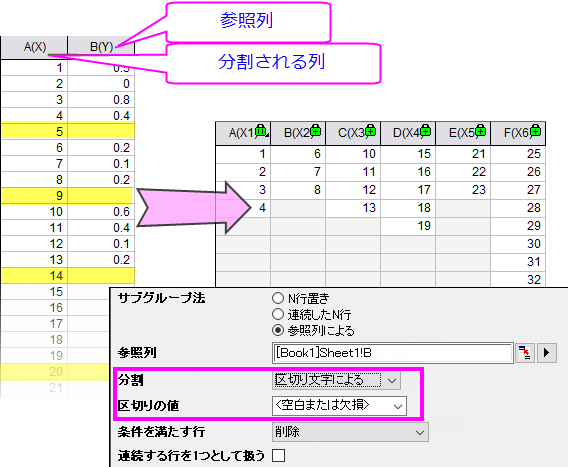 参照列
分割される列
A(X) B(Y)
1 0.5
2 0
3 0.8
4 0.4
5
6 0.2
7 0.1
8 0.2
9
10 0.6
11 0.4
12 0.1
13 0.2
14
15
16
17
18
19
20
21
A(X1) B(X2) C(X3) D(X4) E(X5) F(X6)
1 6 10 15 21 25
2 7 11 16 22 26
3 8 12 17 23 27
4 13 18 28
19 29
30
31
32
サブグループ法 N行置き
連続したN行
参照列による
参照列 [Book1]Sheet1!B
分割 区切り文字による
区切りの値 <空白または欠損>
条件を満たす行 削除
連続する行を1つとして扱う